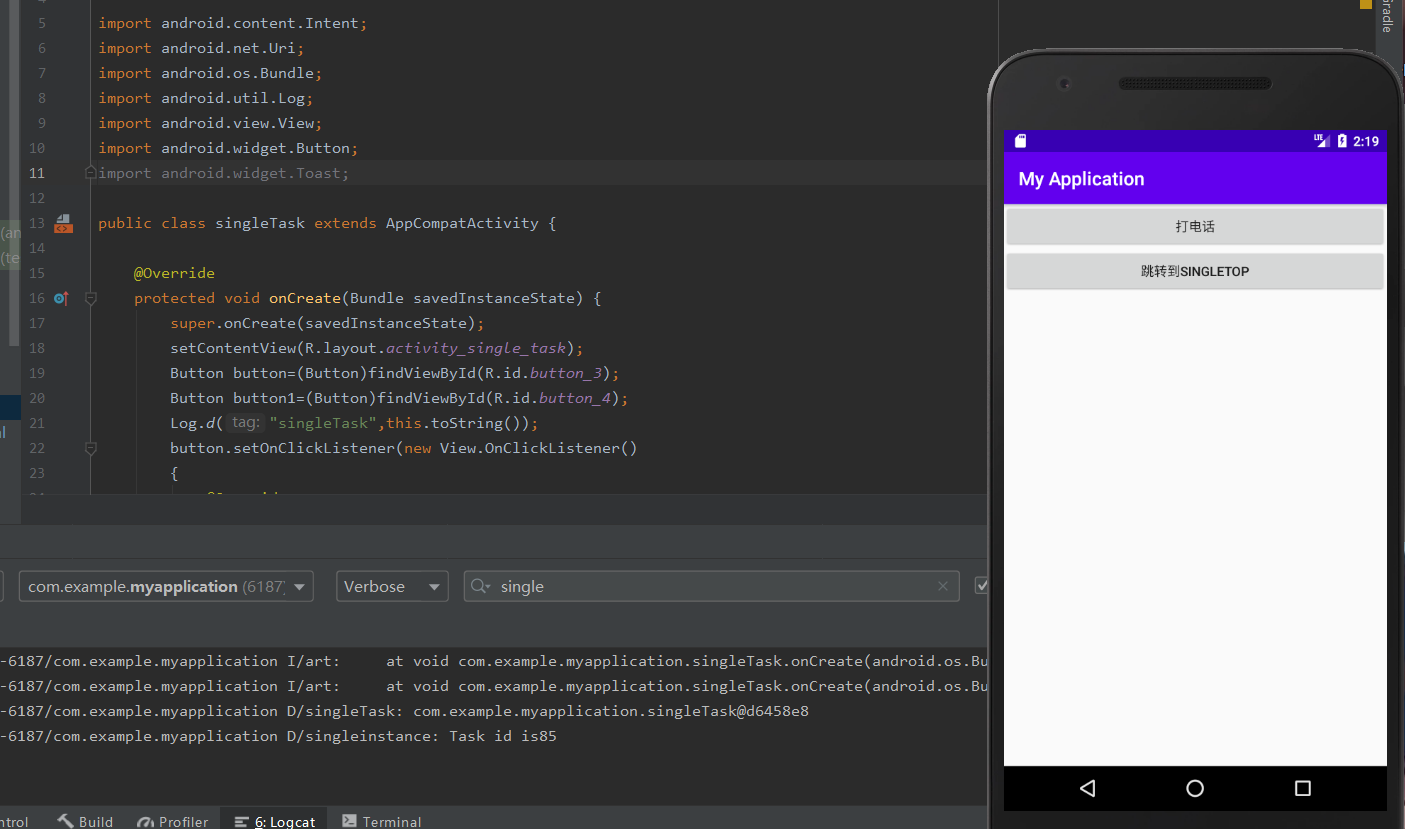 5 import android.content.Intent;
6 import android.net.Uri;
7 import android.os.Bundle;
8 import android.util.Log;
9 import android.view.View;
10 import android.widget.Button;
11 import android.widget.Toast;
12
13 public class singleTask extends AppCompatActivity {
14
15 @Override
16 protected void onCreate(Bundle savedInstanceState) {
17 super.onCreate(savedInstanceState);
18 setContentView(R.layout.activity_single_task);
19 Button button=(Button)findViewById(R.id.button_3);
20 Button button1=(Button)findViewById(R.id.button_4);
21 Log.d( tag: "singleTask",this.toString());
22 button.setOnClickListener(new View.OnClickListener()
23 {
com.example.myapplication (6187)
Verbose
single
-6187/com.example.myapplication I/art:     at void com.example.myapplication.singleTask.onCreate(android.os.Bu
-6187/com.example.myapplication I/art:     at void com.example.myapplication.singleTask.onCreate(android.os.Bu
-6187/com.example.myapplication D/singleTask: com.example.myapplication.singleTask@d6458e8
-6187/com.example.myapplication D/singleinstance: Task id is85
Build
Profiler
6: Logcat
Terminal
LTE 2:19
My Application
打电话
跳转到SINGLETOP